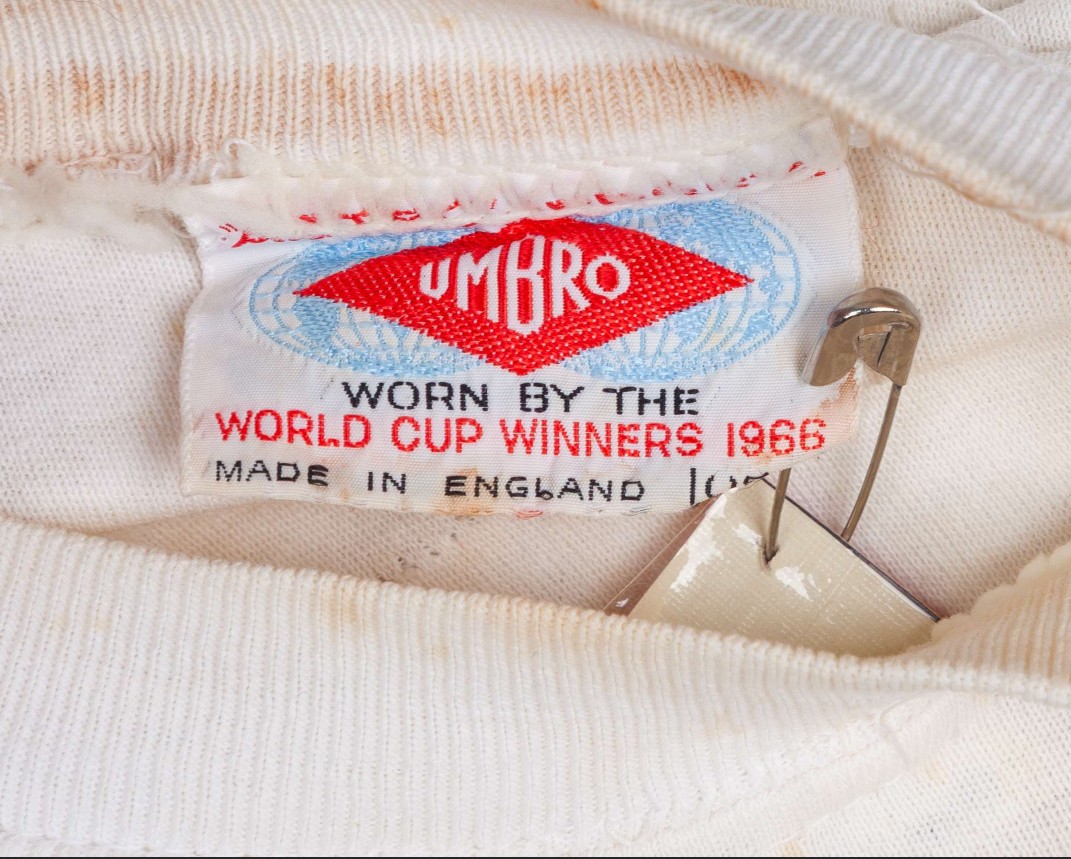 UMBRO
WORN BY THE
WORLD CUP WINNERS 1966
MADE IN ENGLAND